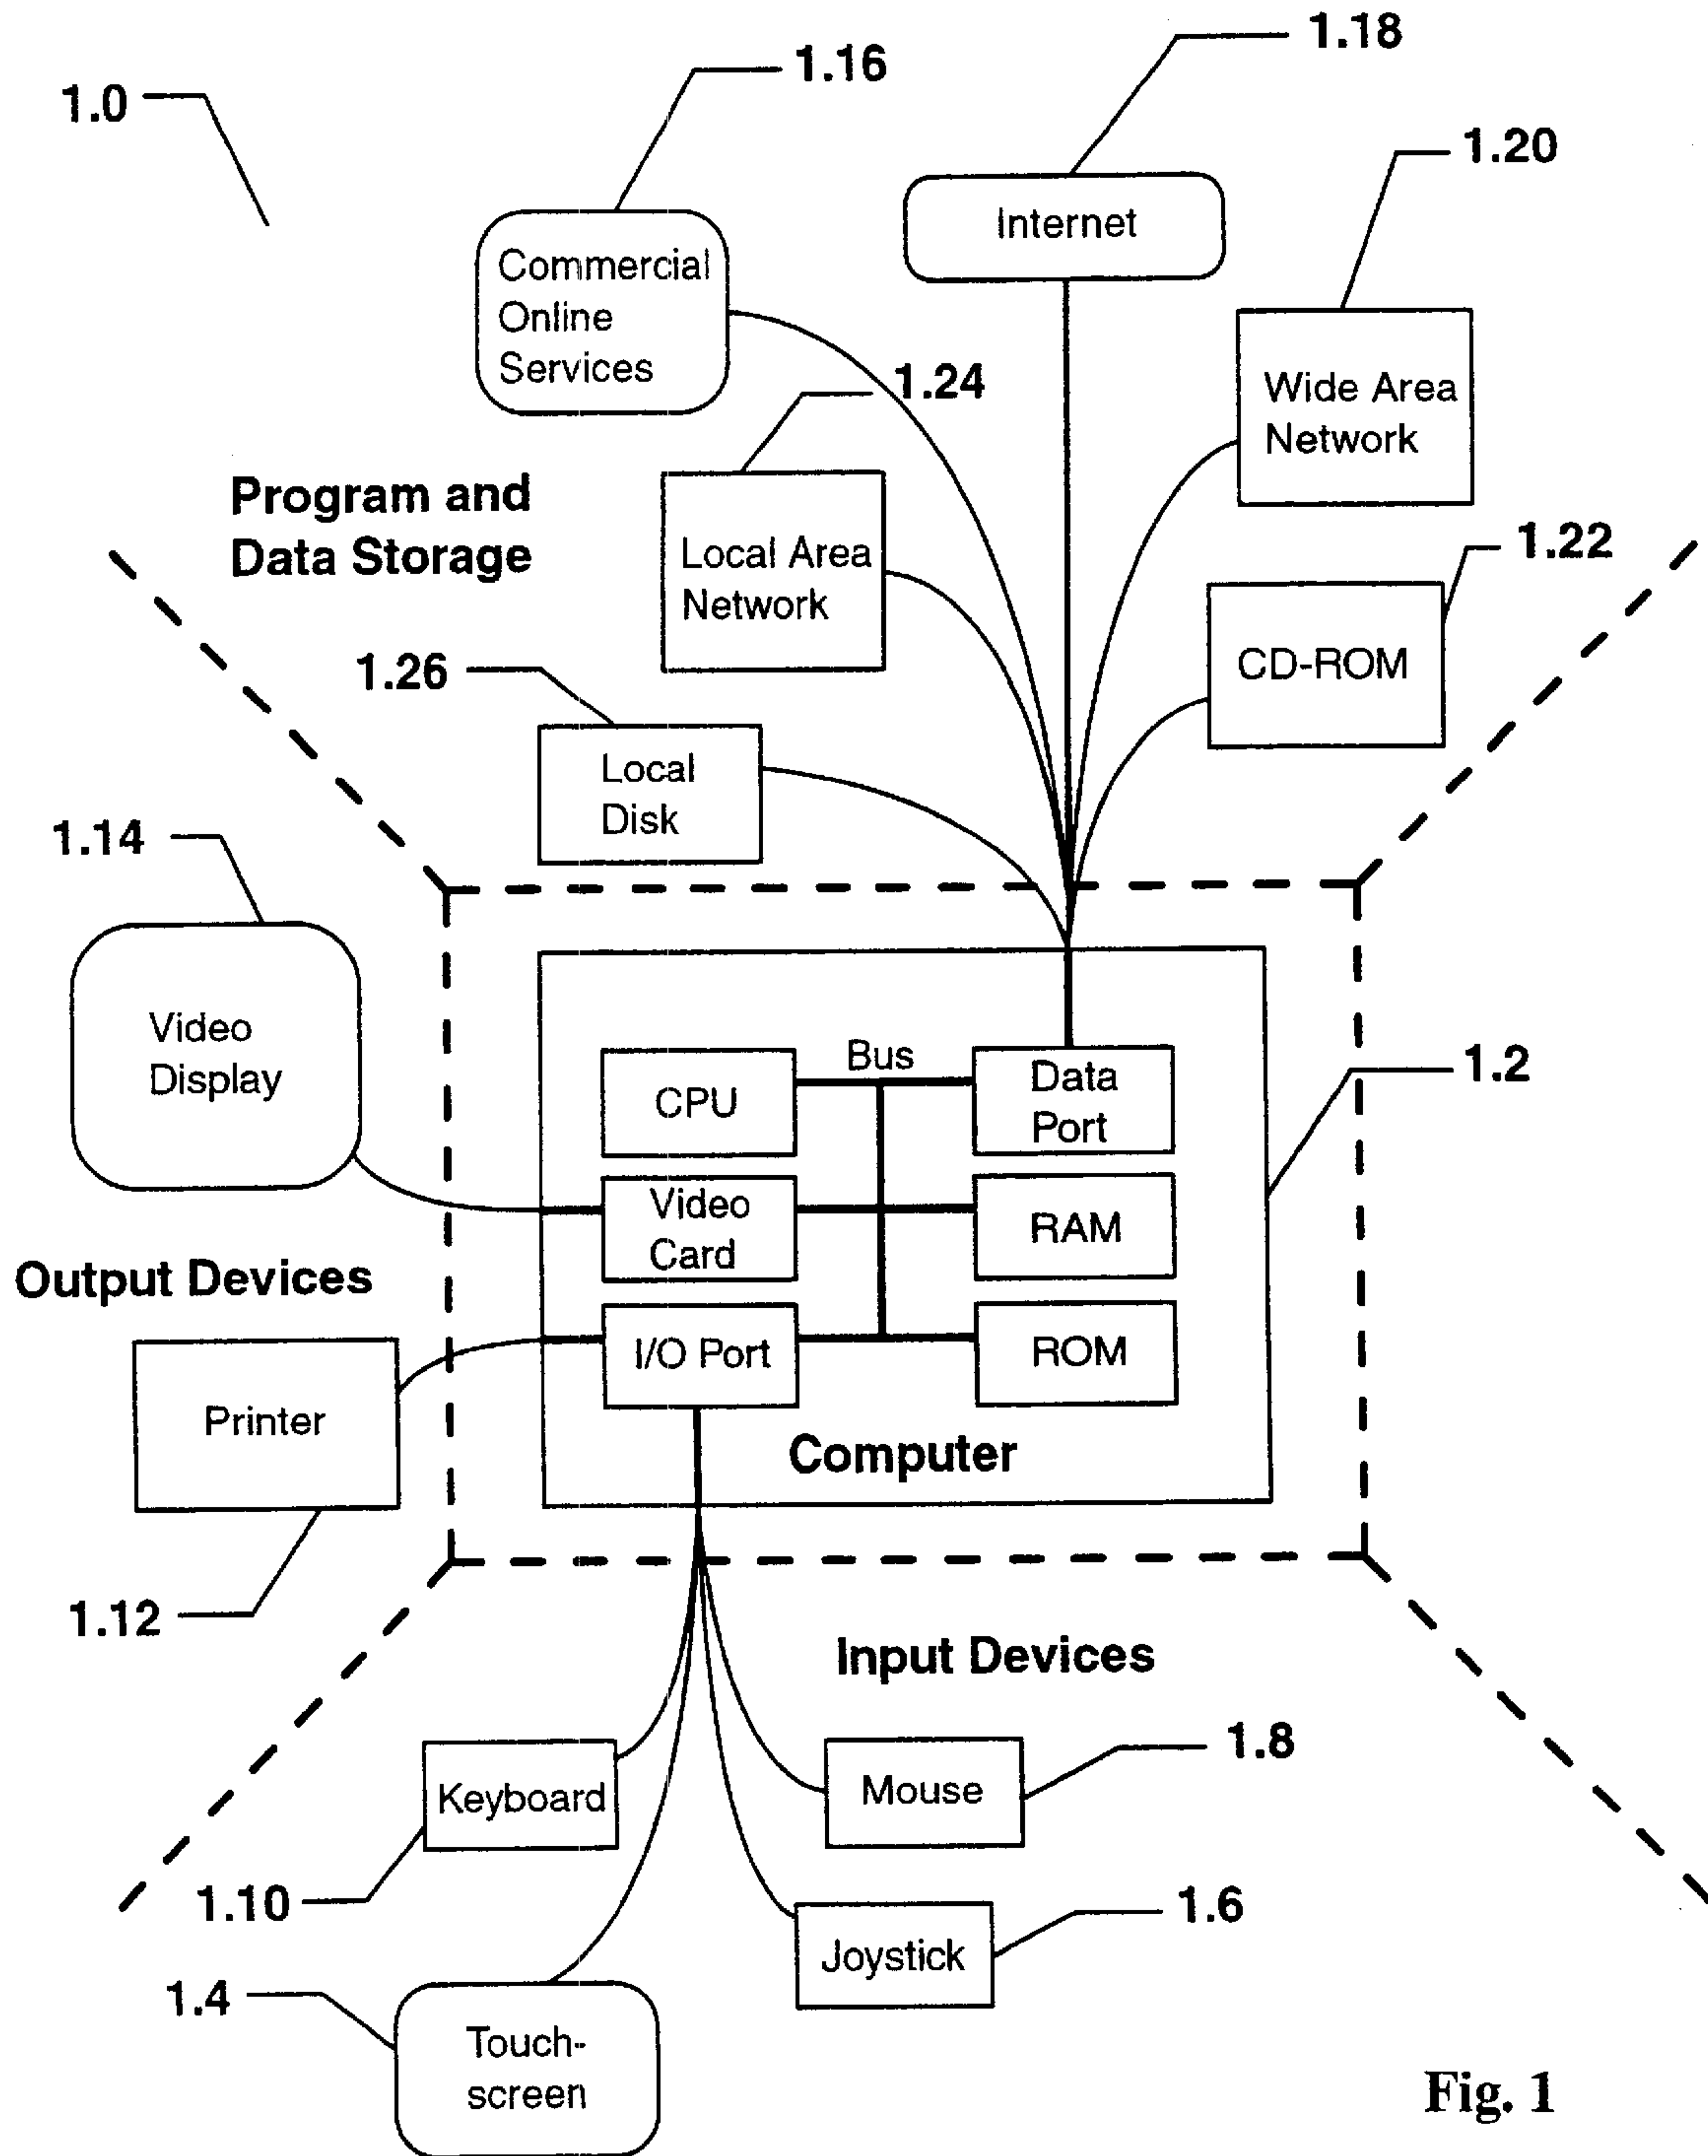 1.18
1.16
1.0
1.20
Internet
Commercial
Online
Services
1.24
Wide Area
Network
Program and
Data Storage
1.22
Local Area
Network
CD-ROM
1.26
Local
Disk
1.14
Video
Display
Bus
CPU
Data
Port
1.2
Video
Card
RAM
Output Devices
I/O Port
ROM
Printer
Computer
1.12
Input Devices
1.8
Keyboard
Mouse
1.10
1.6
Joystick
1.4
Touch-
screen
Fig. 1